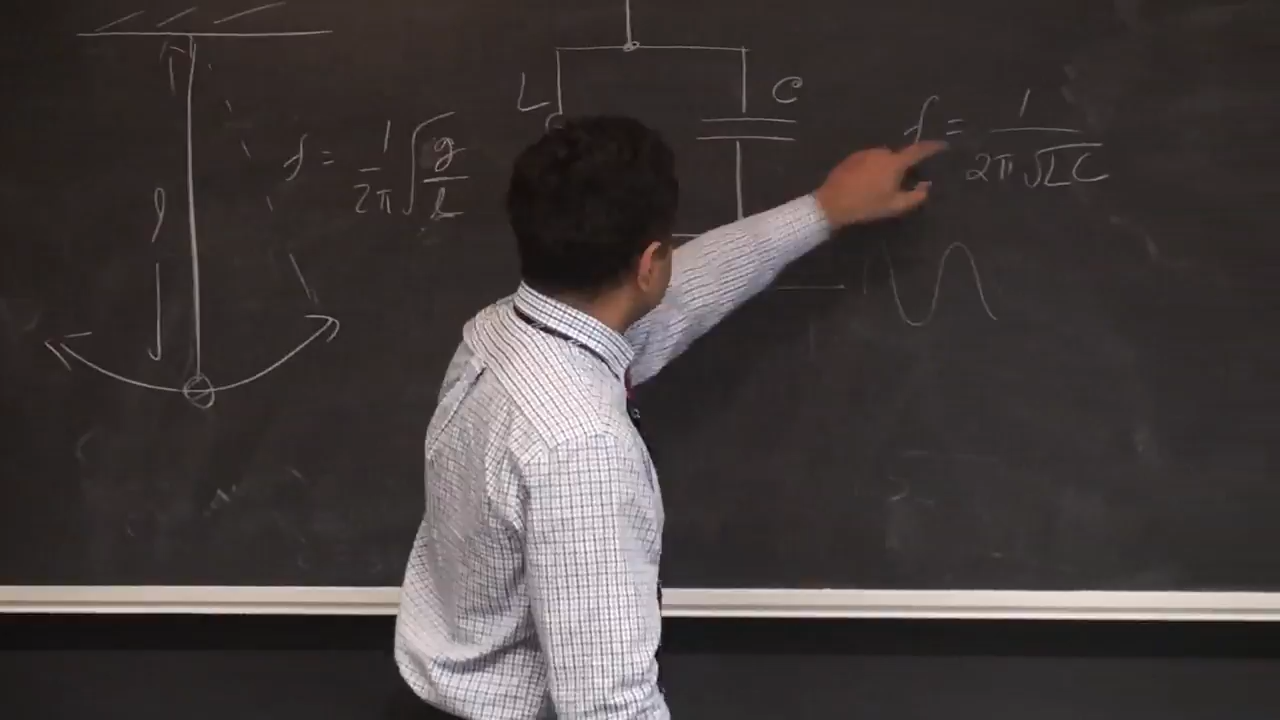 l
f = 1/2π √g/l
L
C
f = 1/2π√LC